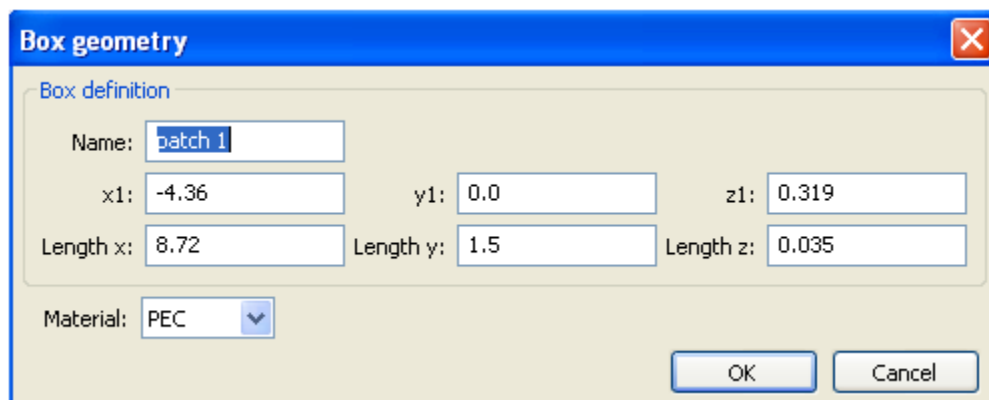 Box geometry
Box definition
Name: patch 1
x1: -4.36 y1: 0.0 z1: 0.319
Length x: 8.72 Length y: 1.5 Length z: 0.035
Material: PEC
OK Cancel